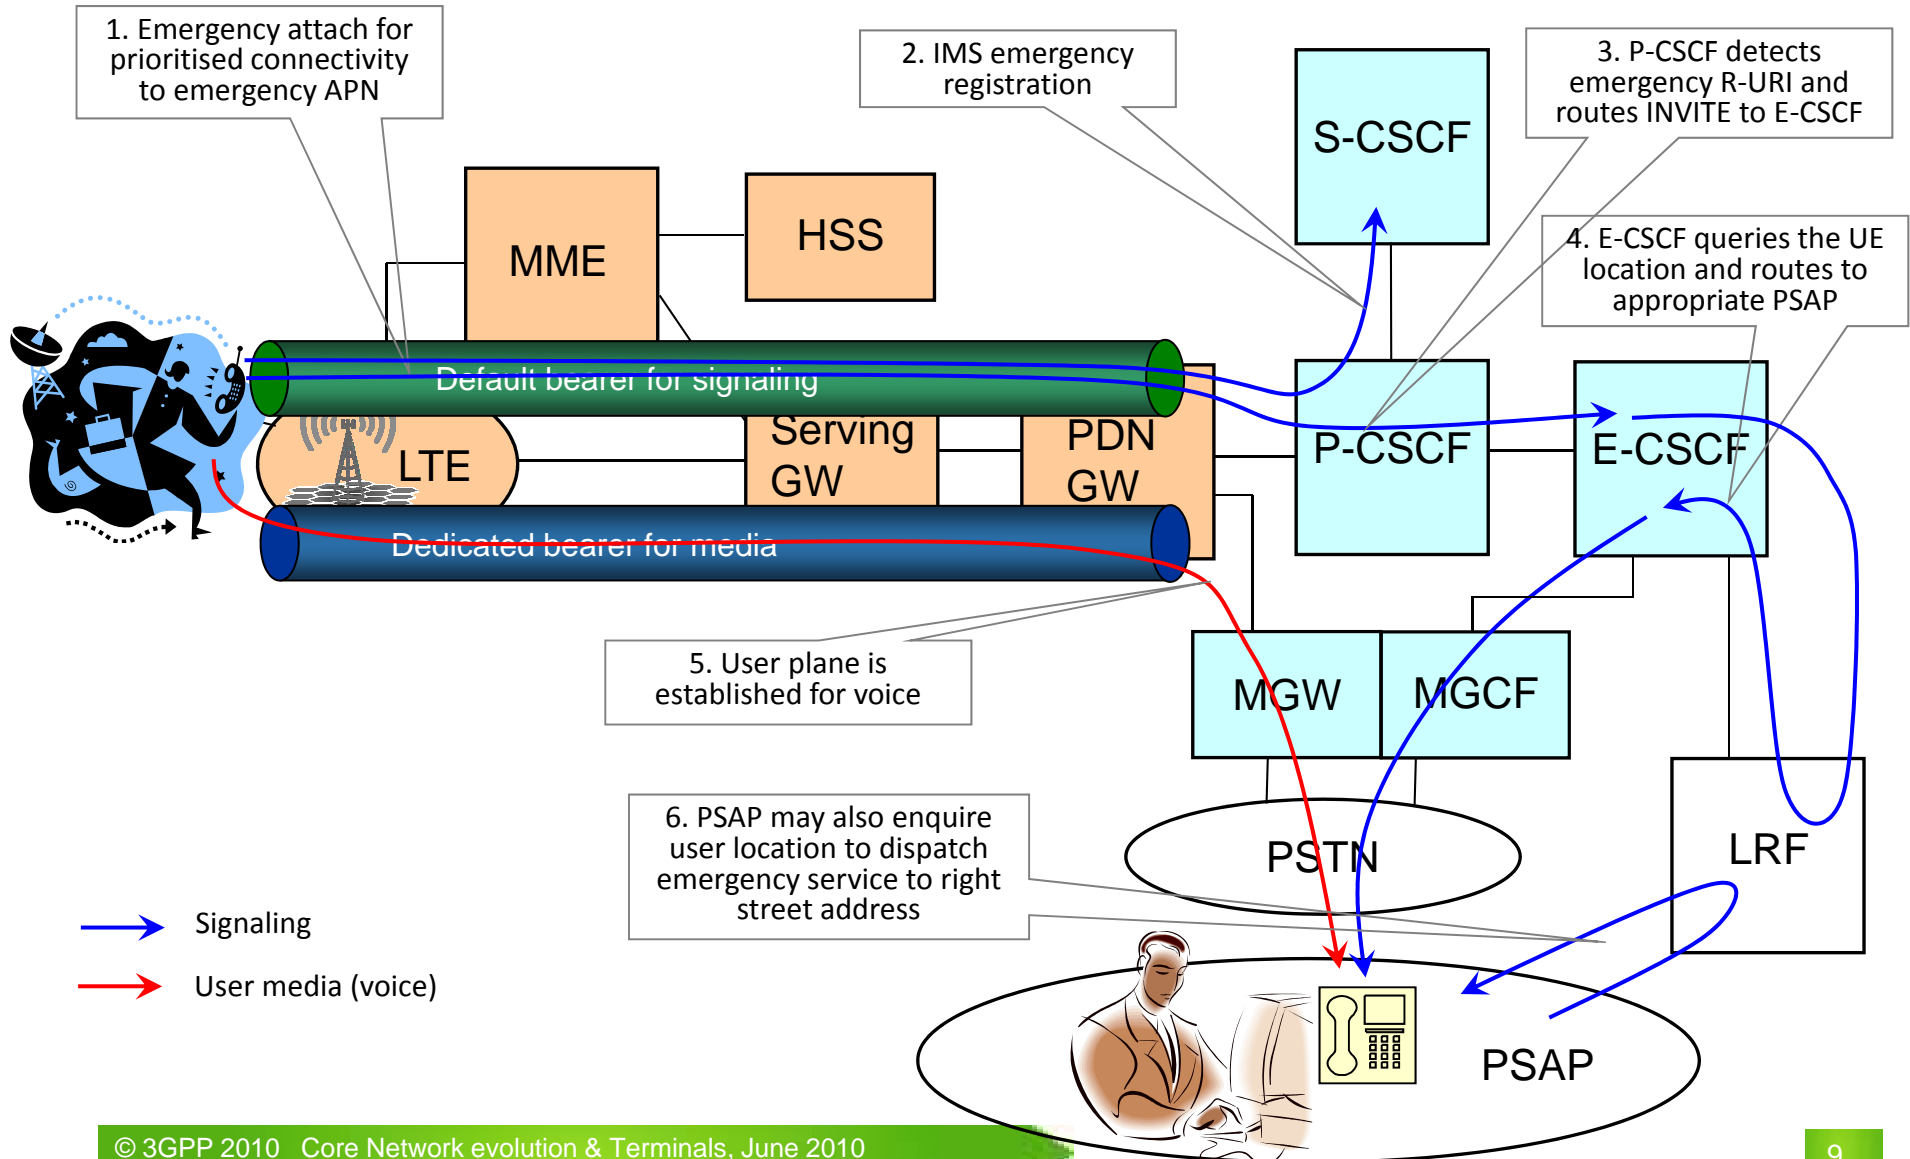 1. Emergency attach for
prioritised connectivity
to emergency APN
2. IMS emergency
registration
3. P-CSCF detects
emergency R-URI and
routes INVITE to E-CSCF
S-CSCF
MME
HSS
4. E-CSCF queries the UE
location and routes to
appropriate PSAP
Default bearer for signaling
LTE
Serving
GW
PDN
GW
P-CSCF
E-CSCF
Dedicated bearer for media
5. User plane is
established for voice
MGW
MGCF
6. PSAP may also enquire
user location to dispatch
emergency service to right
street address
PSTN
LRF
Signaling
User media (voice)
PSAP
© 3GPP 2010 Core Network evolution & Terminals, June 2010
9